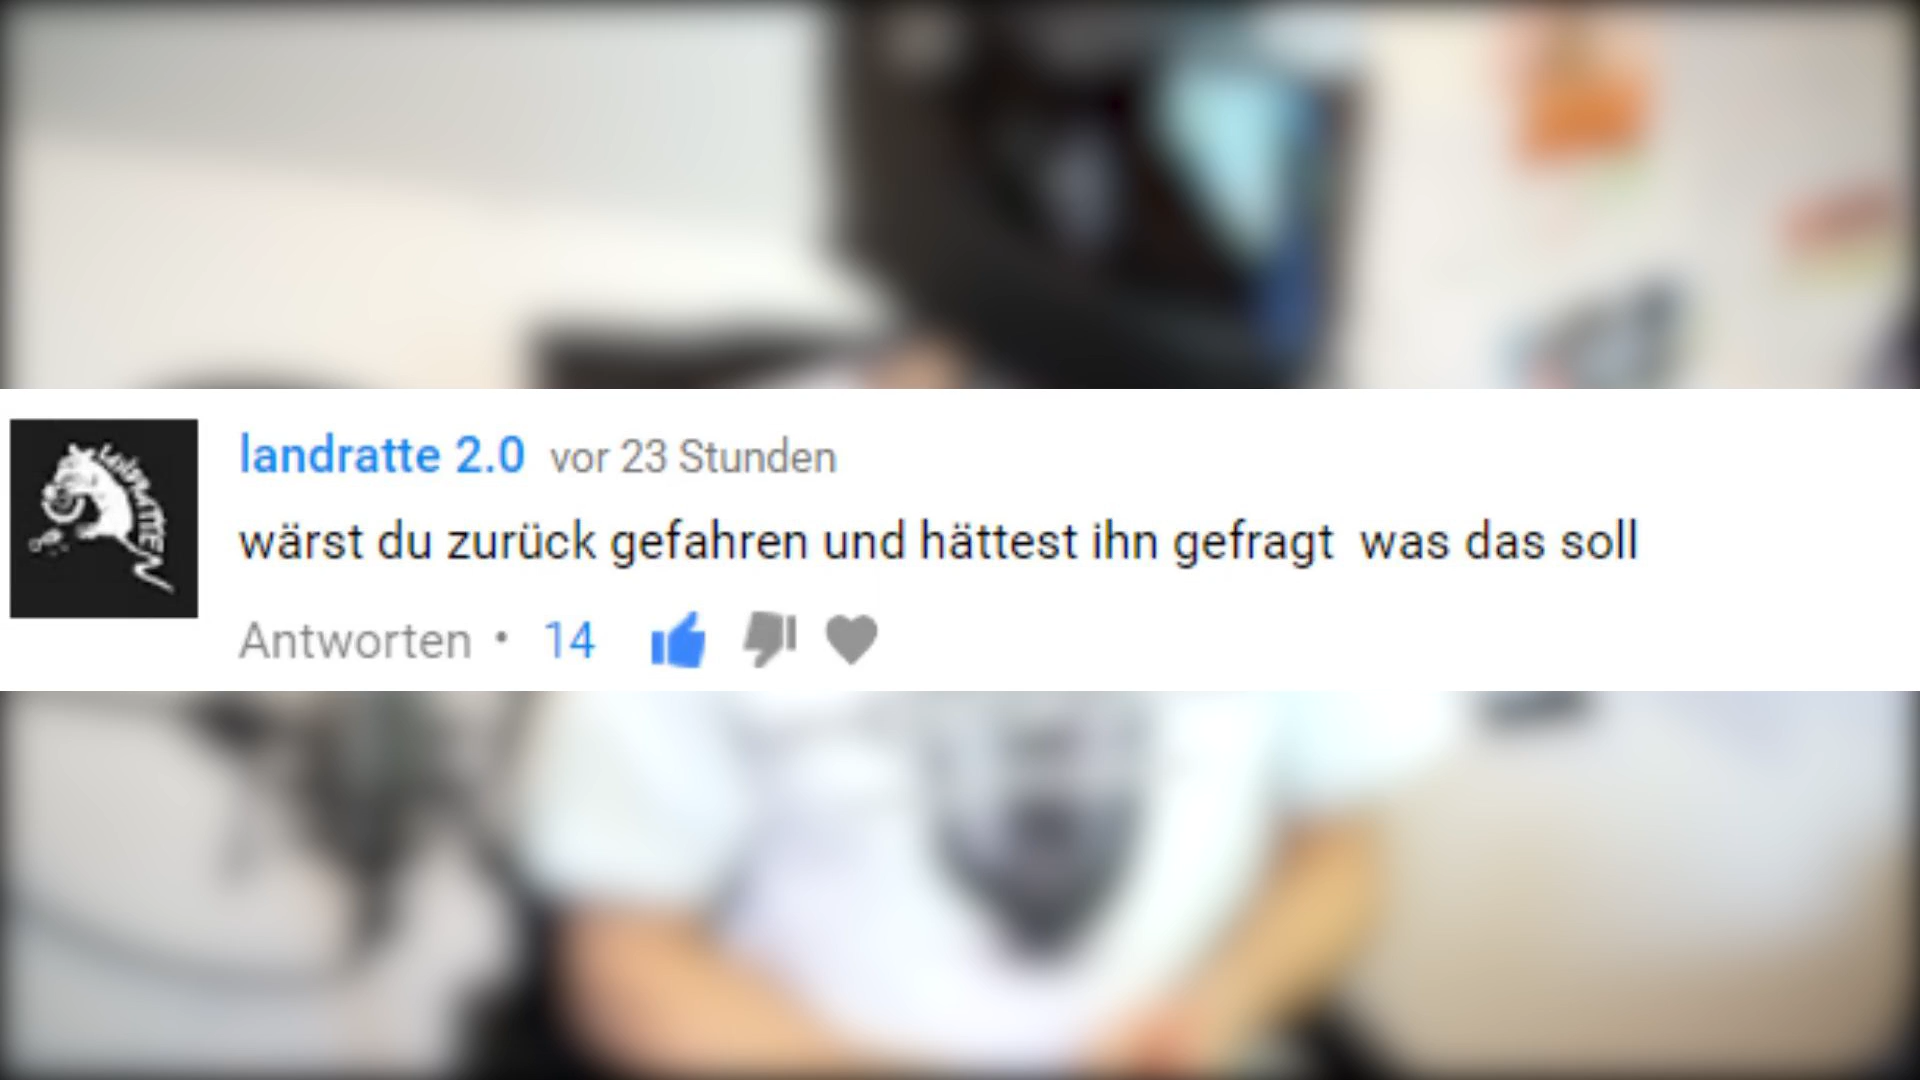 landratte 2.0 vor 23 Stunden
wärst du zurück gefahren und hättest ihn gefragt  was das soll
Antworten • 14